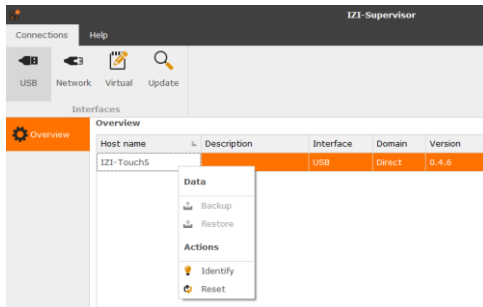 IZI-Supervisor
Connections Help
USB Network Virtual Update
Interfaces
Overview
Overview
Host name Description Interface Domain Version
IZI-TouchS USB Direct 0.4.6
Data
Backup
Restore
Actions
Identify
Reset